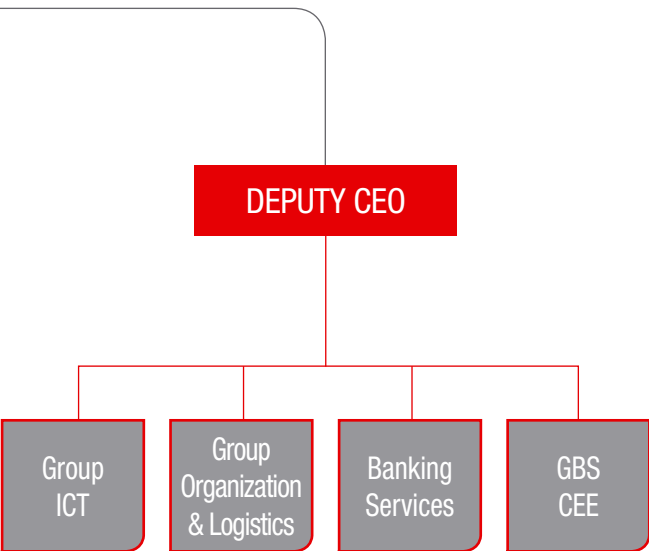 DEPUTY CEO
Group
ICT
Group
Organization
& Logistics
Banking
Services
GBS
CEE